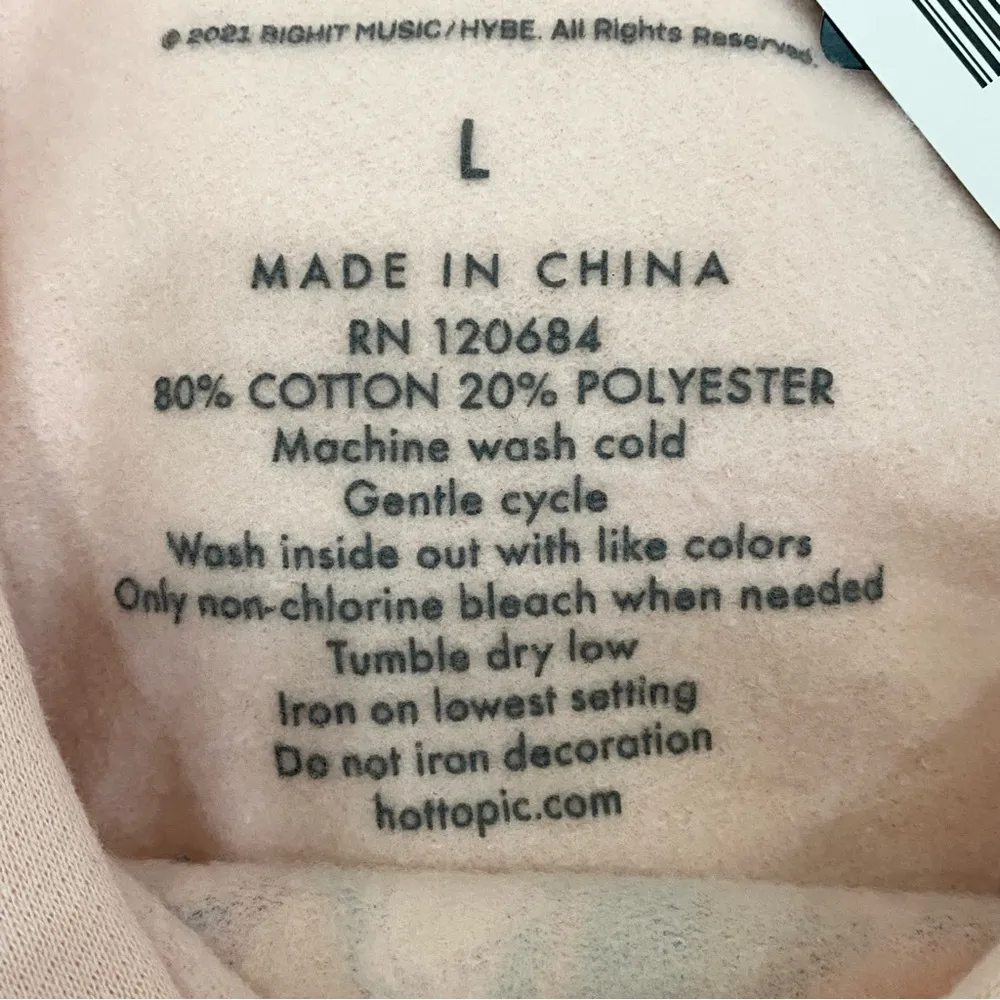 © 2021 BIGHIT MUSIC/HYBE. All Rights Reserved.
L
MADE IN CHINA
RN 120684
80% COTTON 20% POLYESTER
Machine wash cold
Gentle cycle
Wash inside out with like colors
Only non-chlorine bleach when needed
Tumble dry low
Iron on lowest setting
Do not iron decoration
hottopic.com